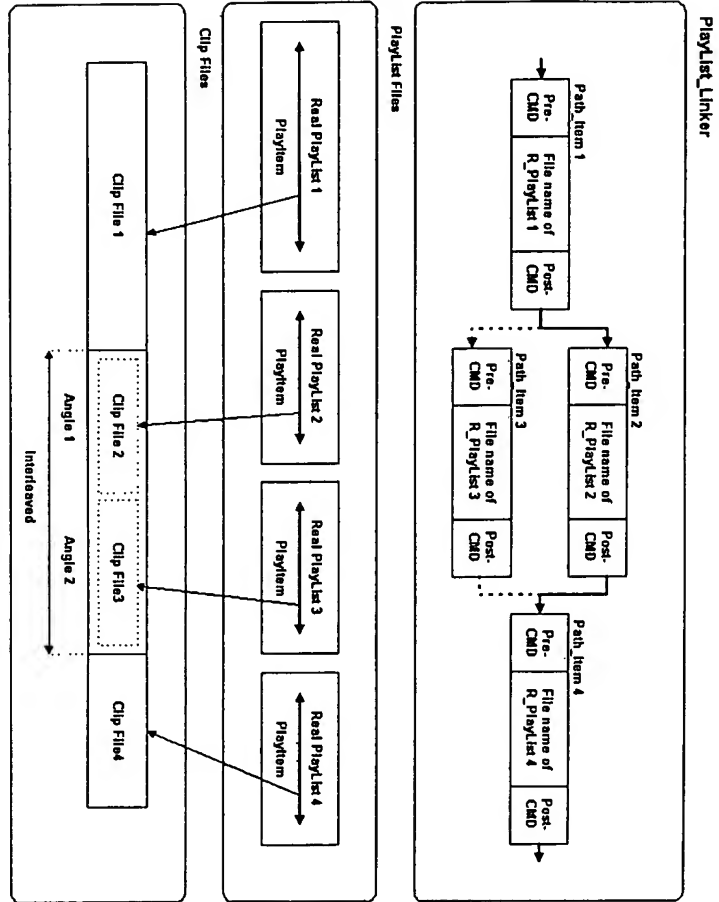 PlayList_Linker
Path_Item 1
Pre-
CMD
File name of
R_PlayList 1
Post-
CMD
Path_Item 2
Pre-
CMD
File name of
R_PlayList 2
Post-
CMD
Path_Item 3
Pre-
CMD
File name of
R_PlayList 3
Post-
CMD
Path_Item 4
Pre-
CMD
File name of
R_PlayList 4
Post-
CMD
PlayList Files
Real PlayList 1
PlayItem
Real PlayList 2
PlayItem
Real PlayList 3
PlayItem
Real PlayList 4
PlayItem
Clip Files
Clip File 1
Clip File 2
Clip File3
Clip File4
Angle 1
Angle 2
Interleaved